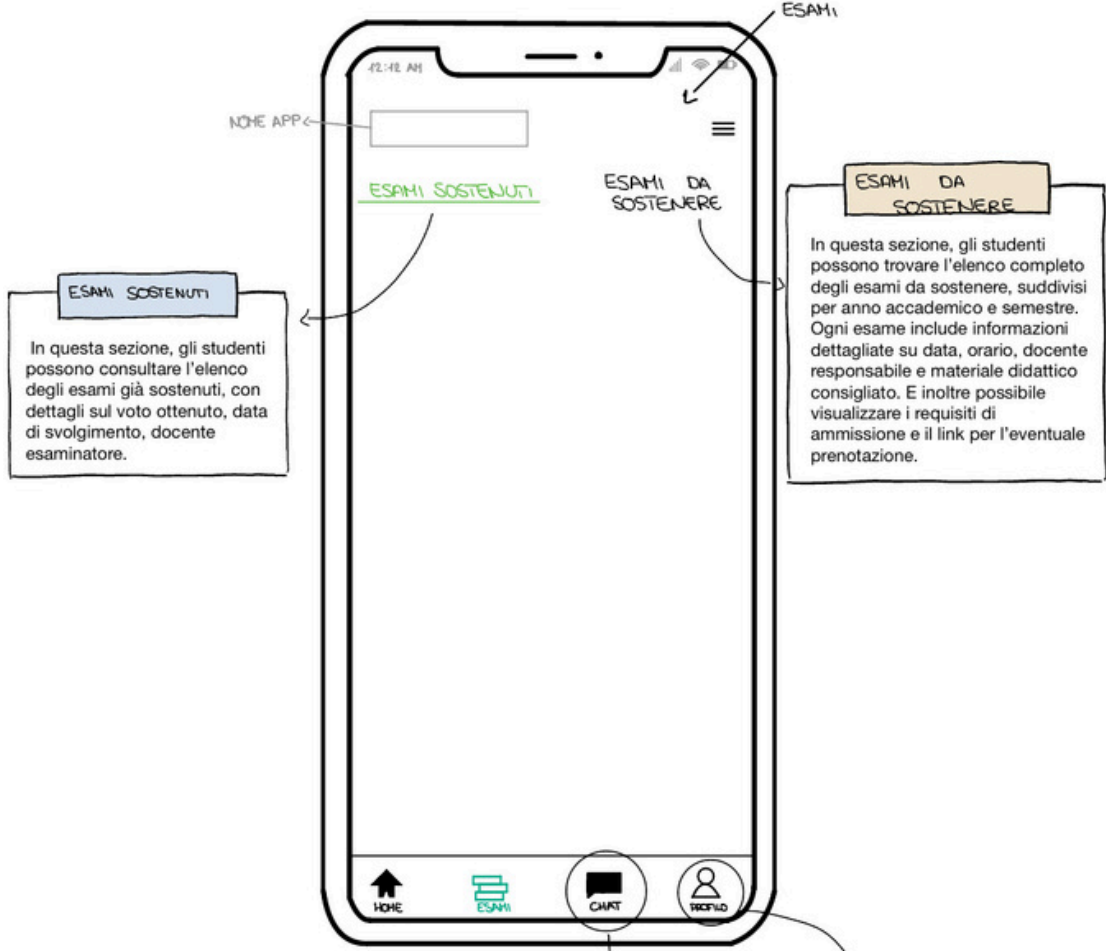 ESAMI
12:12 AM
NOME APP
ESAMI SOSTENUTI
ESAMI DA
SOSTENERE
ESAMI SOSTENUTI
In questa sezione, gli studenti
possono consultare l'elenco
degli esami già sostenuti, con
dettagli sul voto ottenuto, data
di svolgimento, docente
esaminatore.
ESAMI DA
SOSTENERE
In questa sezione, gli studenti
possono trovare l'elenco completo
degli esami da sostenere, suddivisi
per anno accademico e semestre.
Ogni esame include informazioni
dettagliate su data, orario, docente
responsabile e materiale didattico
consigliato. E inoltre possibile
visualizzare i requisiti di
ammissione e il link per l'eventuale
prenotazione.
HOME
ESAMI
CHAT
PROFILO